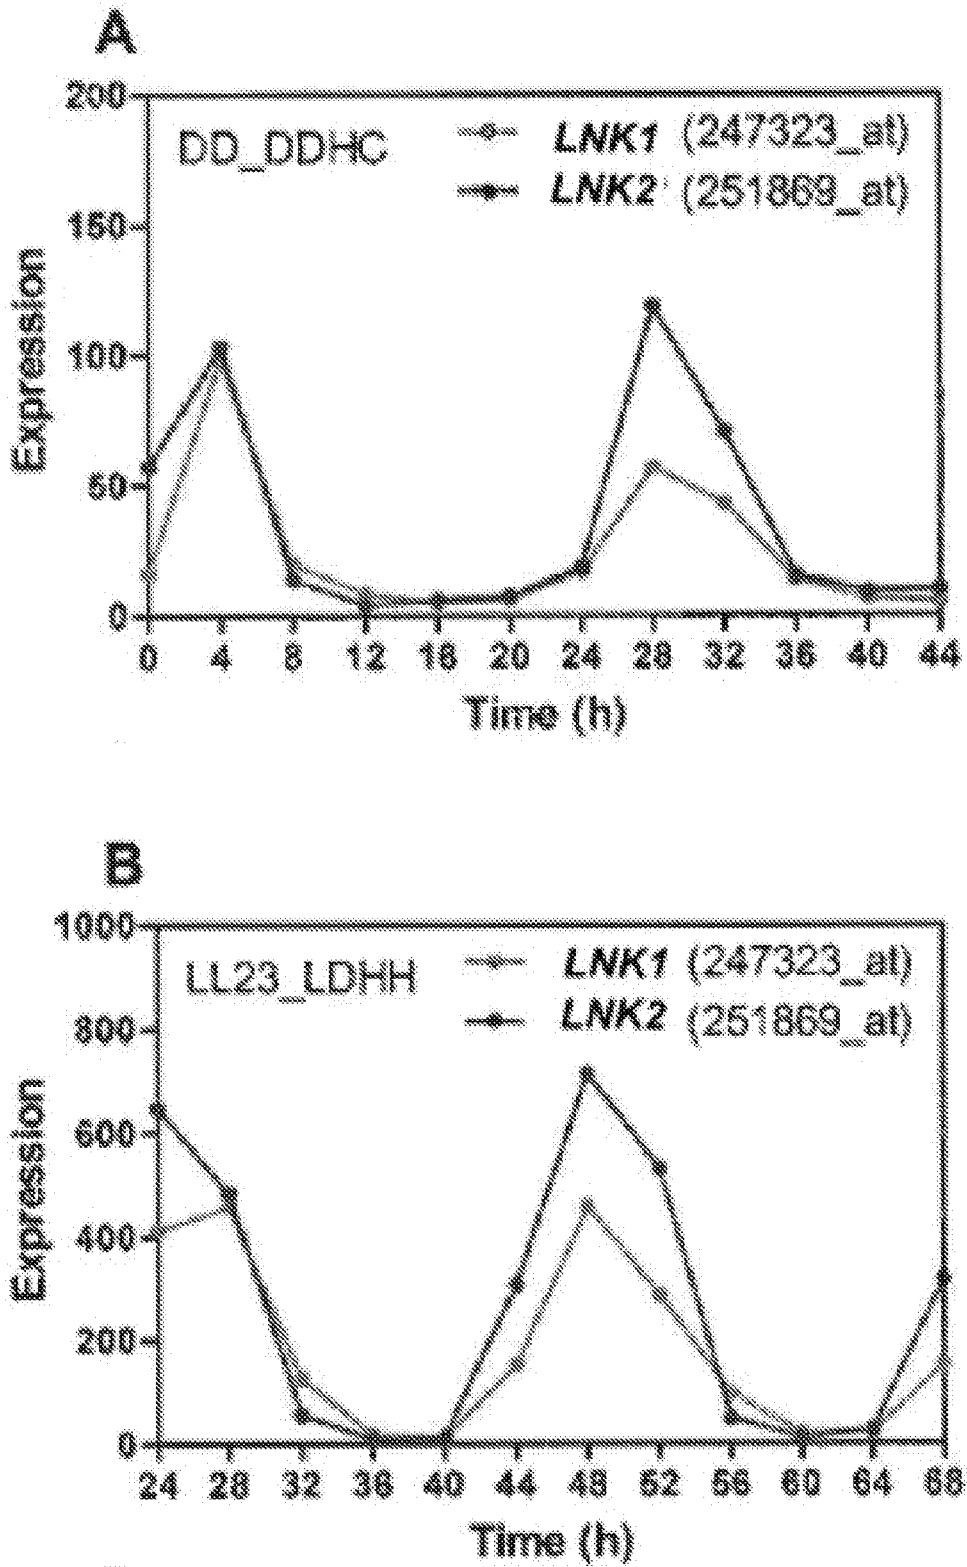 A
200
DD_DDHC
LNK1 (247323_at)
LNK2 (251869_at)
150
100
50
0
Expression
0 4 8 12 16 20 24 28 32 36 40 44
Time (h)
B
1000
LL23_LDHH
LNK1 (247323_at)
LNK2 (251869_at)
800
600
400
200
0
Expression
24 28 32 36 40 44 48 52 56 60 64 68
Time (h)